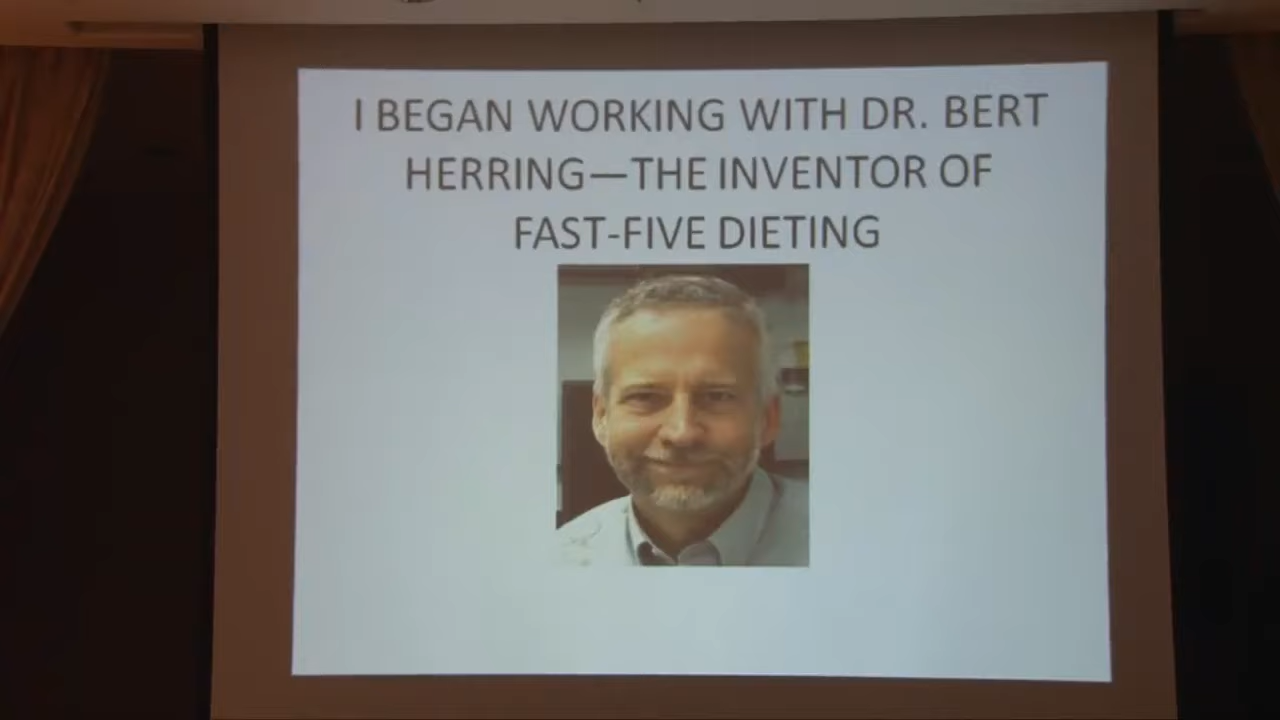 I BEGAN WORKING WITH DR. BERT
HERRING—THE INVENTOR OF
FAST-FIVE DIETING